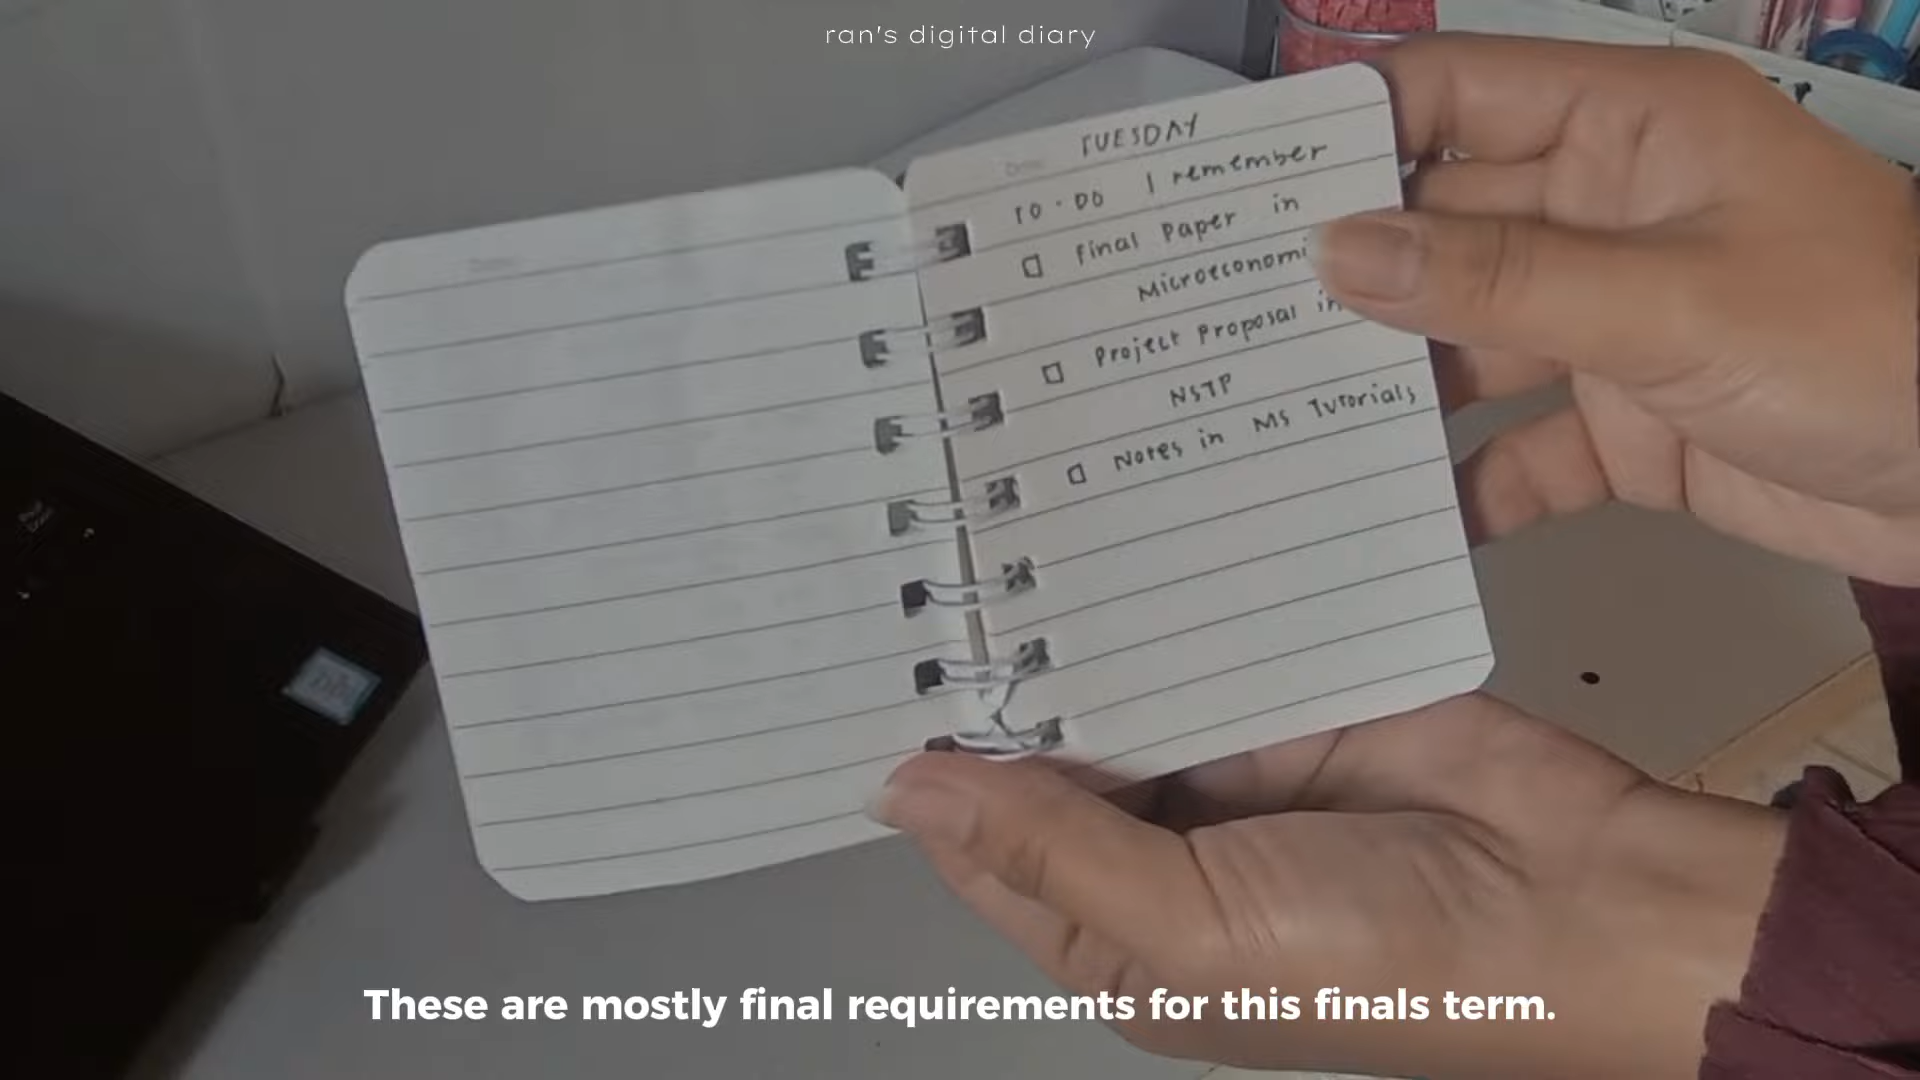 ran's digital diary
TUESDAY
TO-DO I remember
□ Final Paper in
Microeconomi
□ Project Proposal in
NSTP
□ Notes in MS Tutorials
These are mostly final requirements for this finals term.